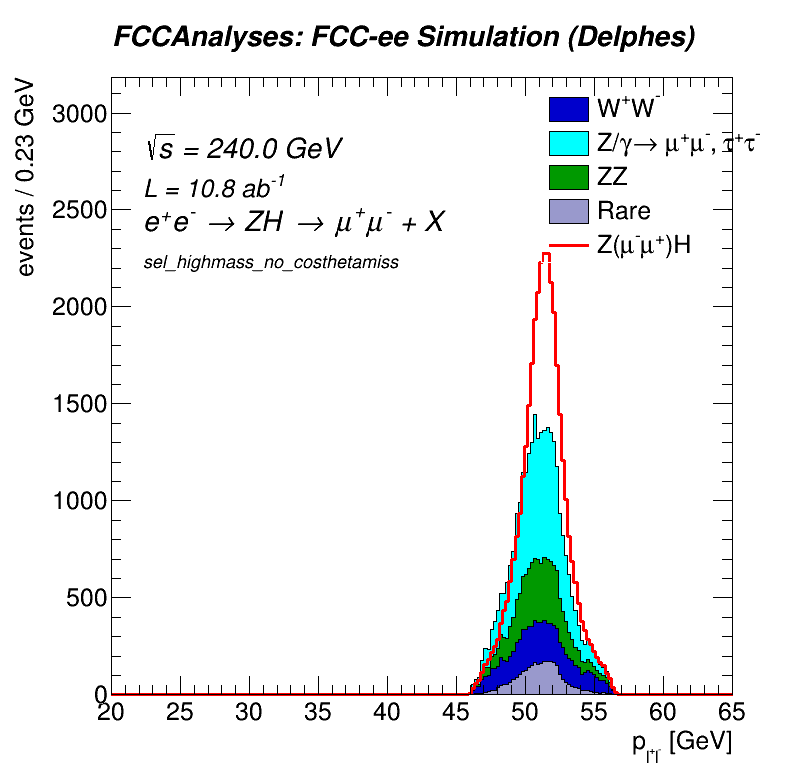 FCCAnalyses: FCC-ee Simulation (Delphes)
events / 0.23 GeV
3000
2500
2000
1500
1000
500
0
√s = 240.0 GeV
L = 10.8 ab⁻¹
e⁺e⁻ → ZH → μ⁺μ⁻ + X
sel_highmass_no_costhetamiss
W⁺W⁻
Z/γ→ μ⁺μ⁻, τ⁺τ⁻
ZZ
Rare
Z(μ⁻μ⁺)H
20 25 30 35 40 45 50 55 60 65
p_l⁺l⁻ [GeV]